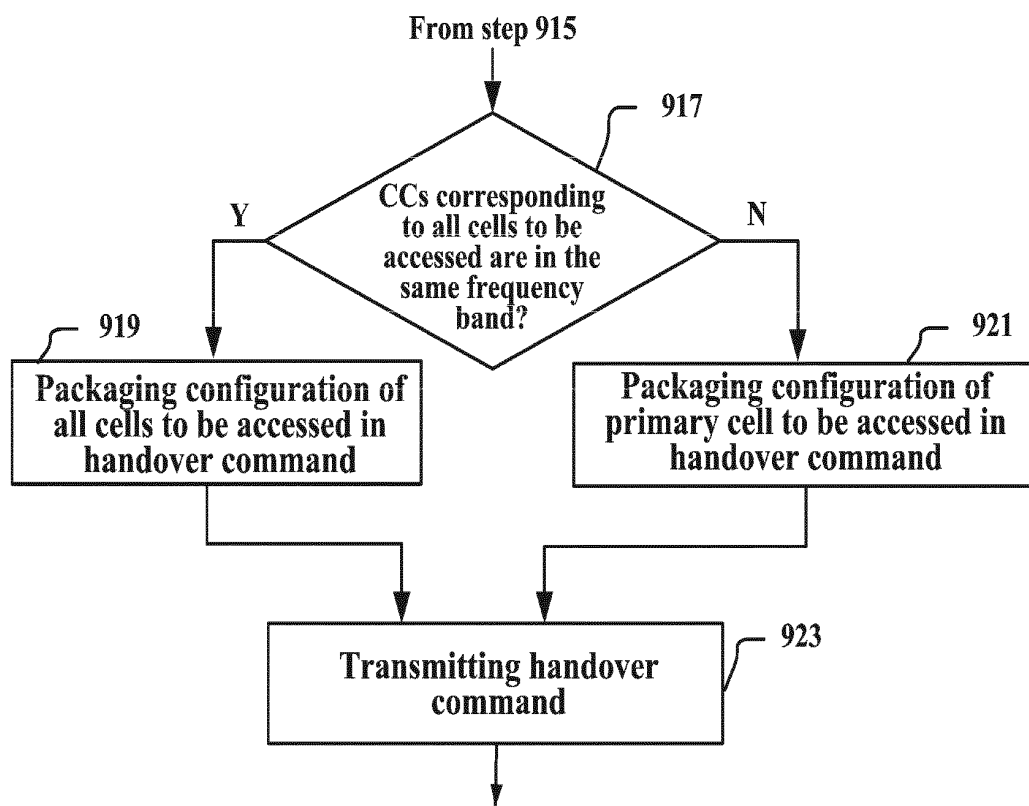 From step 915
917
CCs corresponding
to all cells to be
accessed are in the
same frequency
band?
Y
N
919
921
Packaging configuration of
all cells to be accessed in
handover command
Packaging configuration of
primary cell to be accessed in
handover command
923
Transmitting handover
command